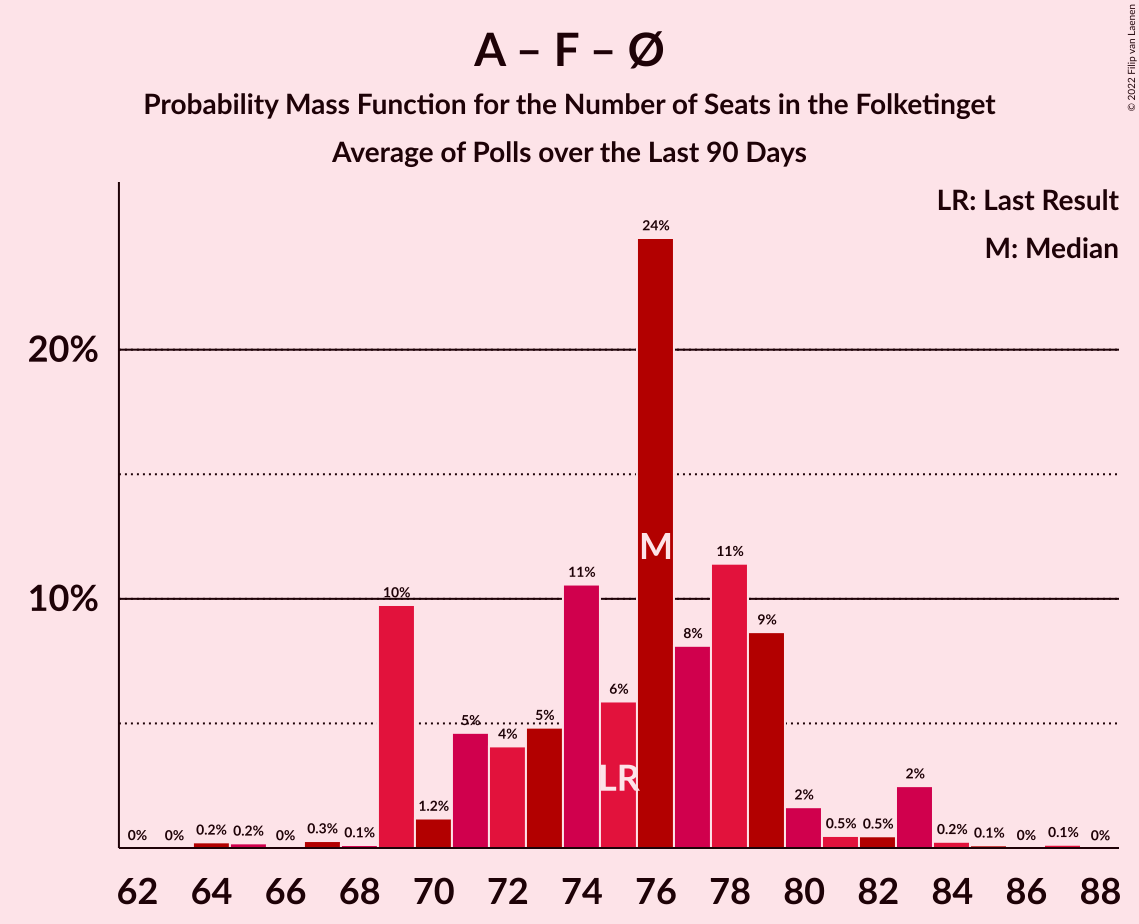 A – F – Ø
Probability Mass Function for the Number of Seats in the Folketinget
Average of Polls over the Last 90 Days
© 2022 Filip van Laenen
LR: Last Result
M: Median
20%
10%
0% 0% 0.2% 0.2% 0% 0.3% 0.1% 10% 1.2% 5% 4% 5% 11% 6% 24% 8% 11% 9% 2% 0.5% 0.5% 2% 0.2% 0.1% 0% 0.1% 0%
M
LR
62 64 66 68 70 72 74 76 78 80 82 84 86 88